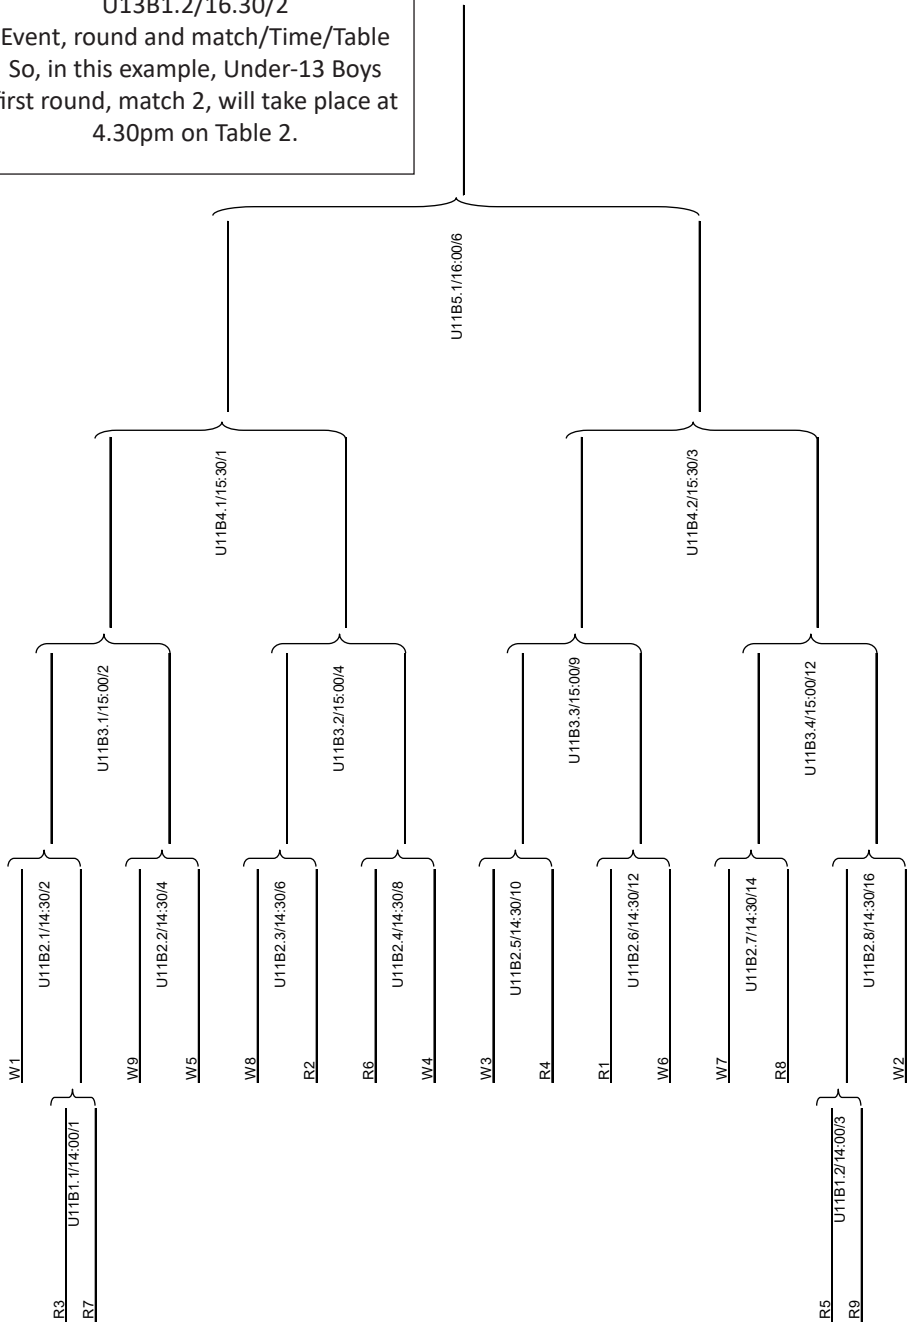 U13B1.2/16.30/2
Event, round and match/Time/Table
So, in this example, Under-13 Boys
first round, match 2, will take place at
4.30pm on Table 2.
U11B5.1/16:00/6
U11B4.1/15:30/1
U11B4.2/15:30/3
U11B3.1/15:00/2
U11B3.2/15:00/4
U11B3.3/15:00/9
U11B3.4/15:00/12
U11B2.1/14:30/2
U11B2.2/14:30/4
U11B2.3/14:30/6
U11B2.4/14:30/8
U11B2.5/14:30/10
U11B2.6/14:30/12
U11B2.7/14:30/14
U11B2.8/14:30/16
W1
W9
W5
W8
R2
R6
W4
W3
R4
R1
W6
W7
R8
W2
U11B1.1/14:00/1
U11B1.2/14:00/3
R3
R7
R5
R9